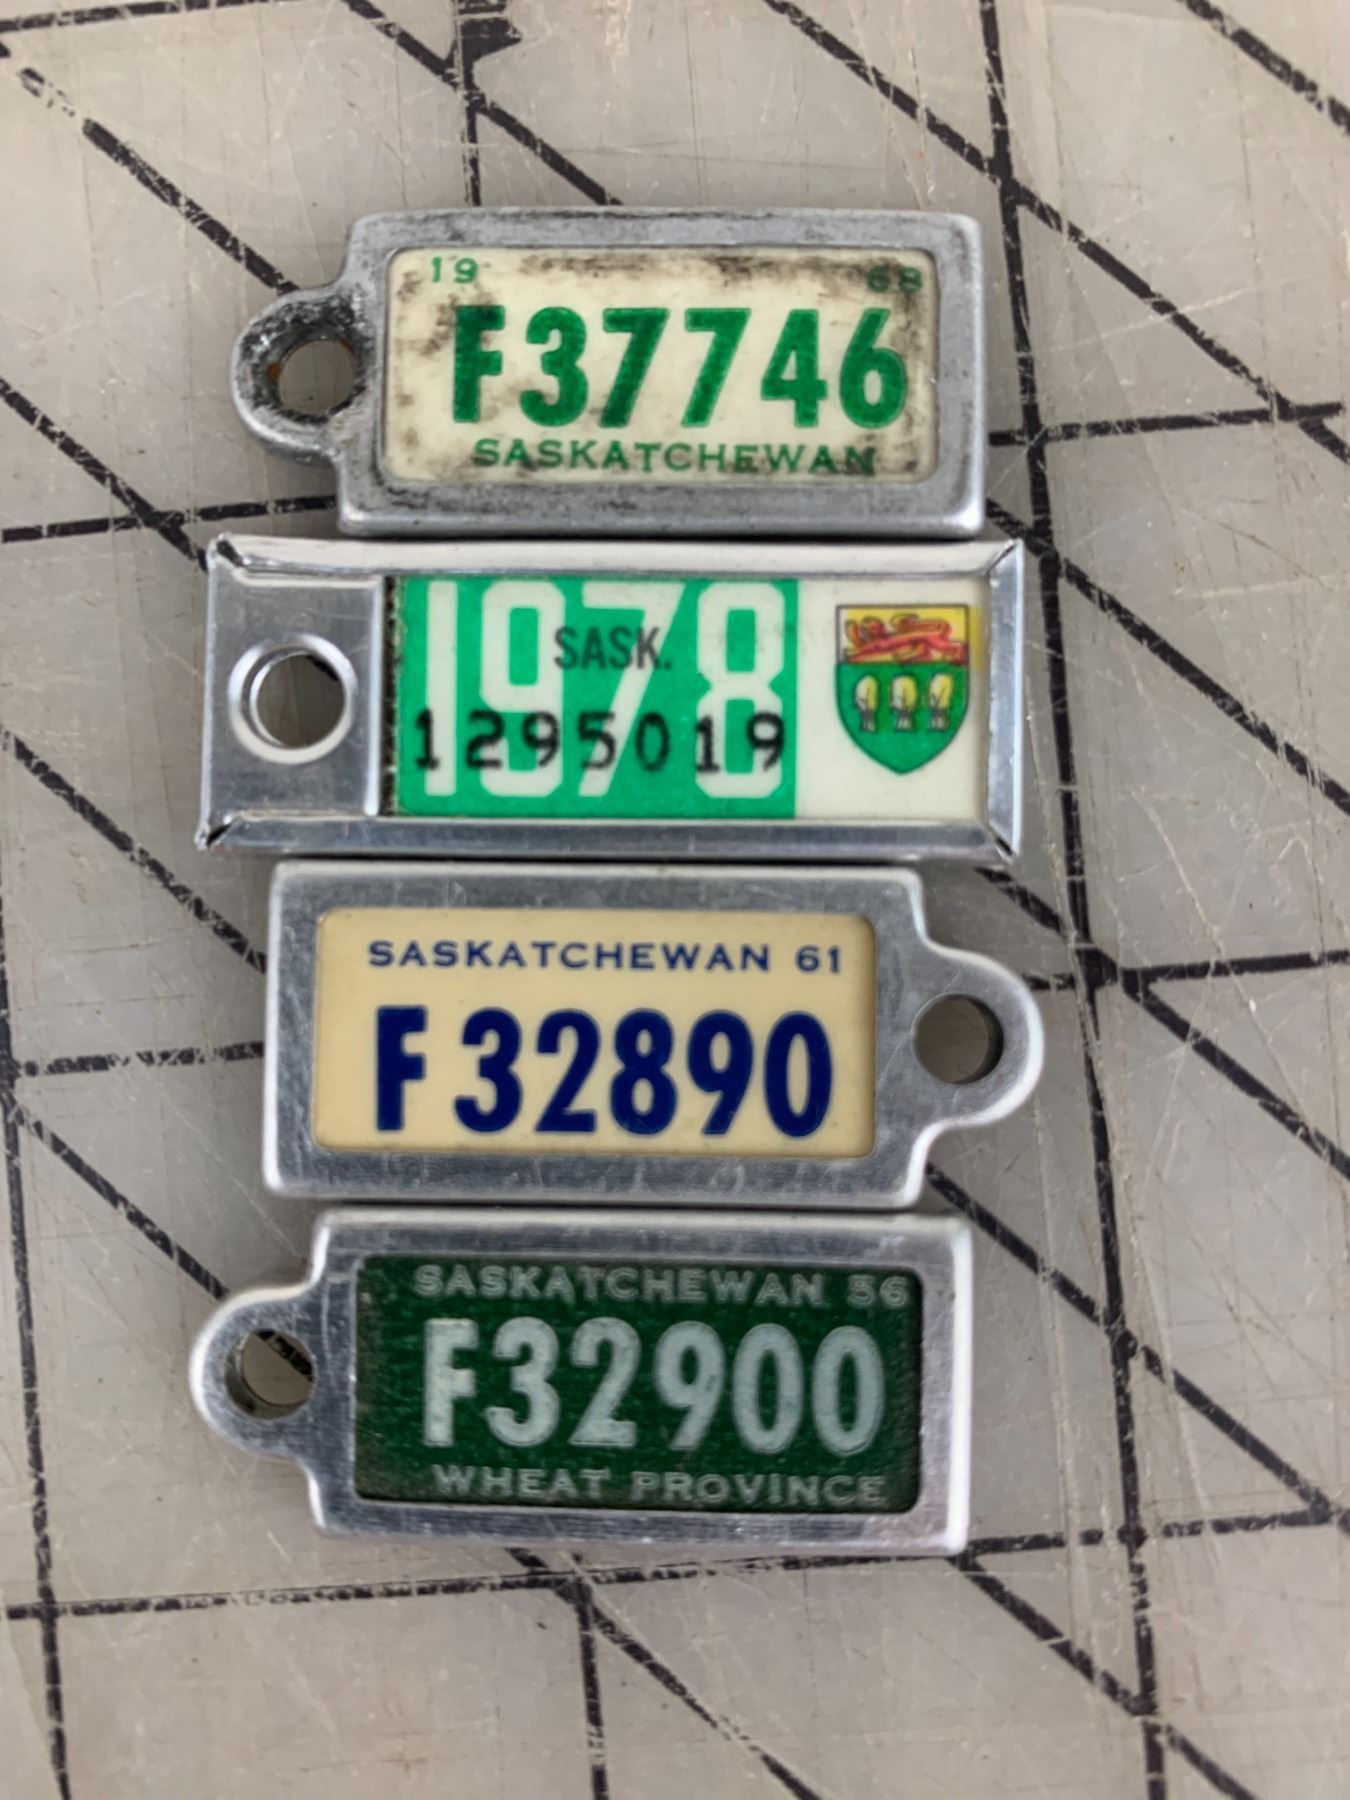 19 68
F37746
SASKATCHEWAN
1978
SASK.
1295019
SASKATCHEWAN 61
F32890
SASKATCHEWAN 56
F32900
WHEAT PROVINCE